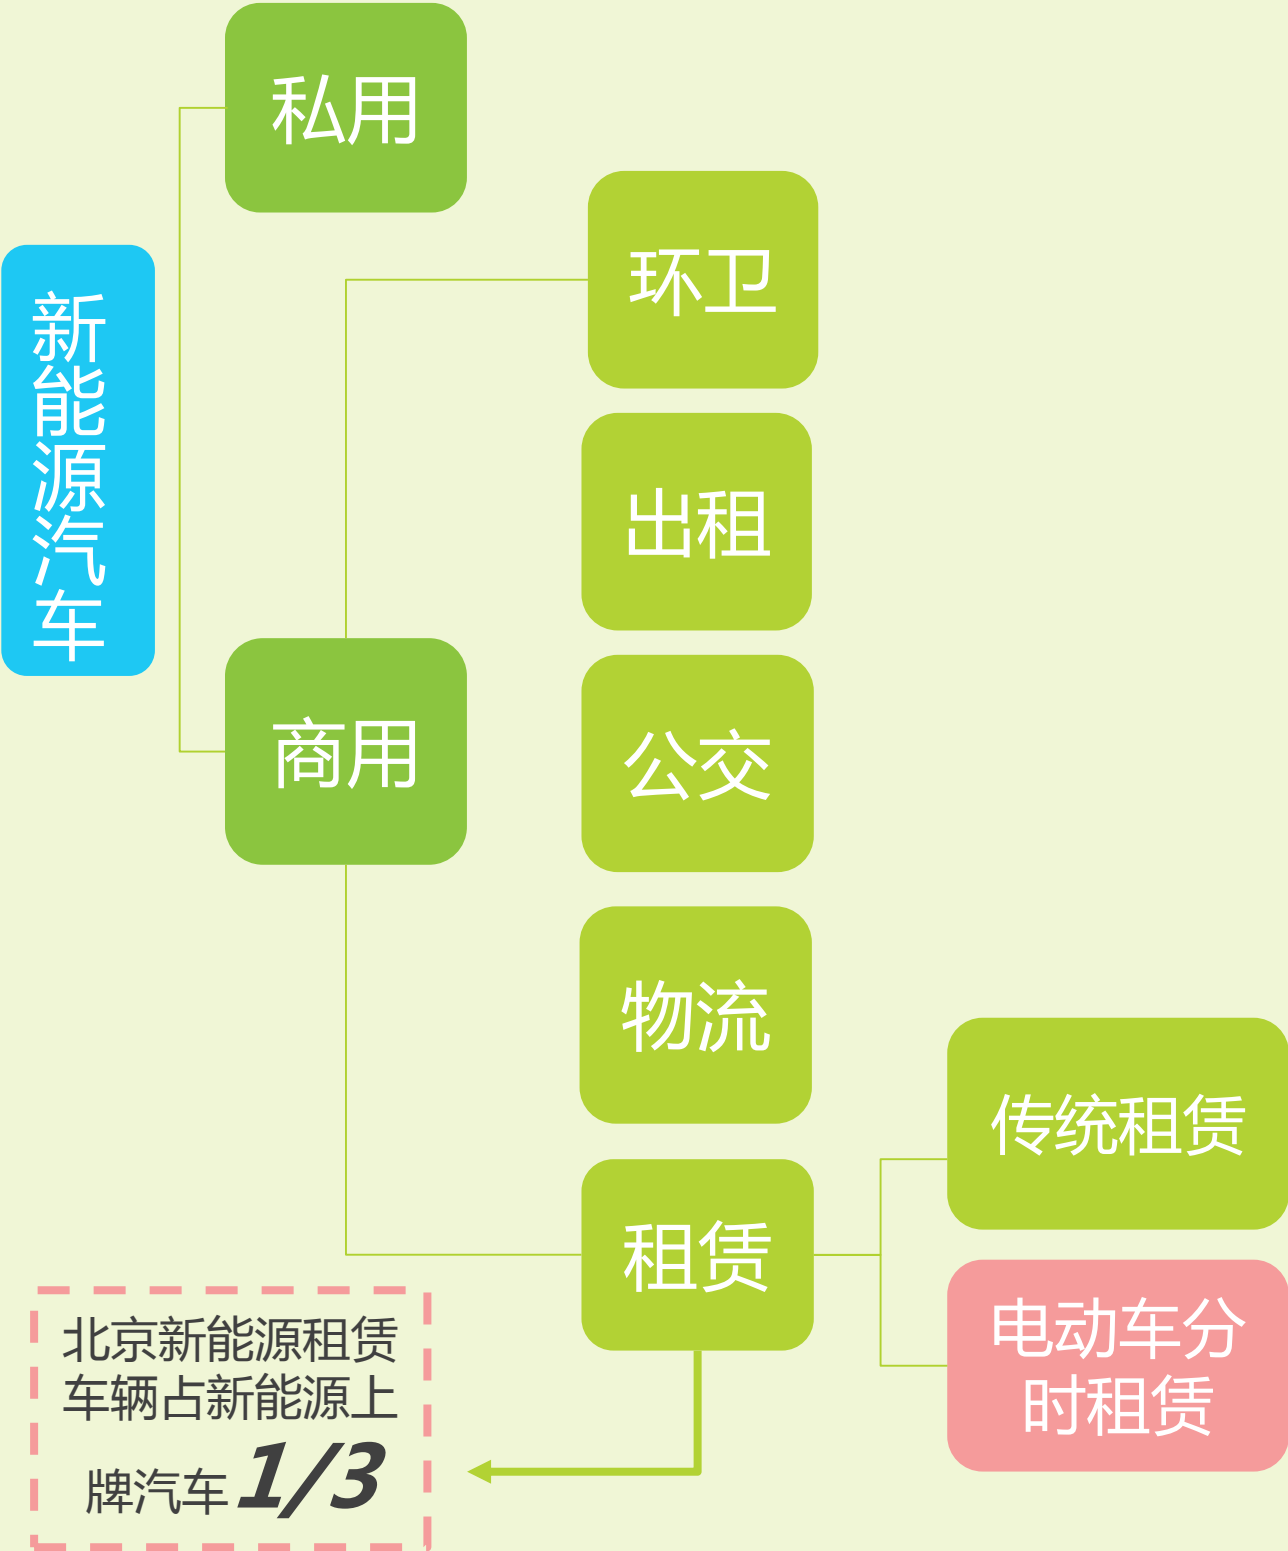 私用
新能源汽车
环卫
出租
商用
公交
物流
传统租赁
租赁
电动车分
时租赁
北京新能源租赁
车辆占新能源上
牌汽车1/3